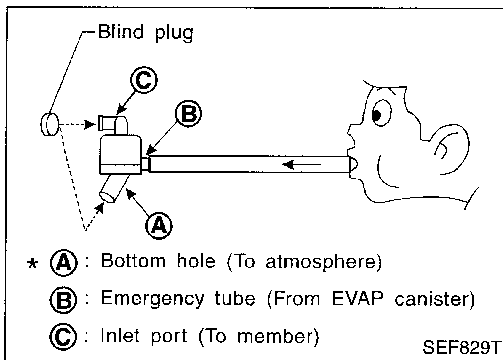 Blind plug
C
B
A
* A : Bottom hole (To atmosphere)
B : Emergency tube (From EVAP canister)
C : Inlet port (To member)
SEF829T